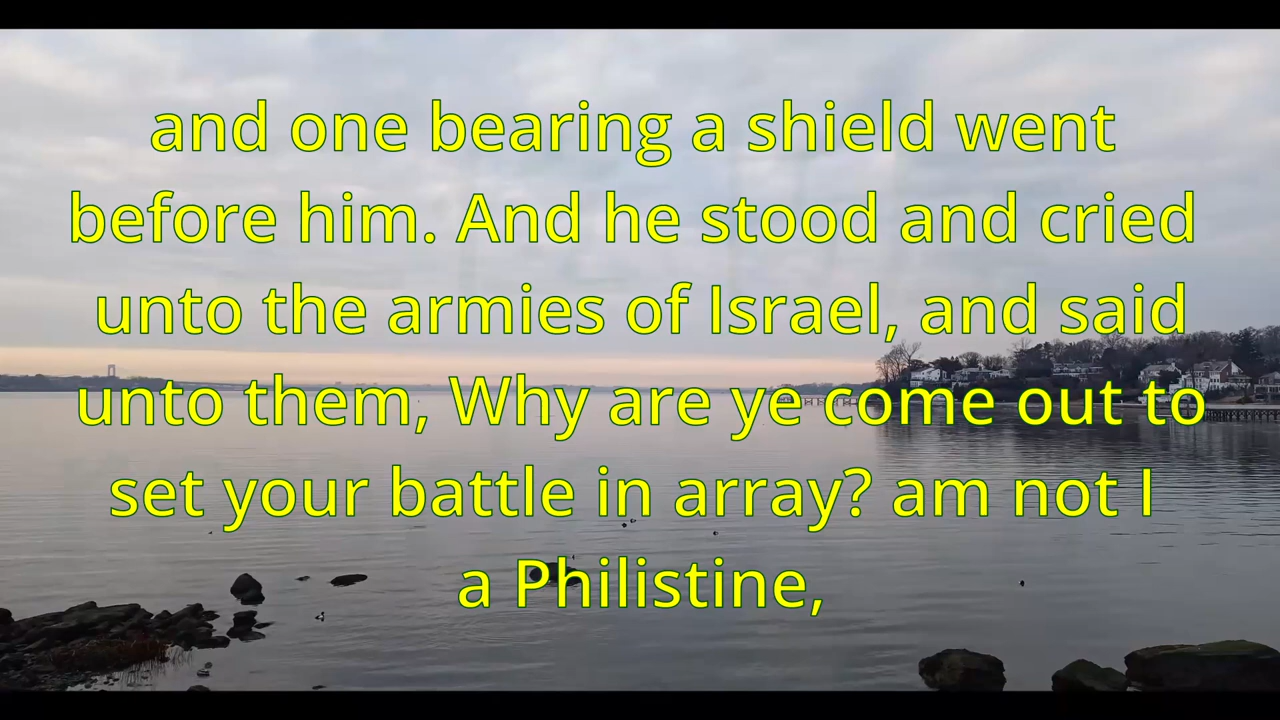 and one bearing a shield went
before him. And he stood and cried
unto the armies of Israel, and said
unto them, Why are ye come out to
set your battle in array? am not I
a Philistine,